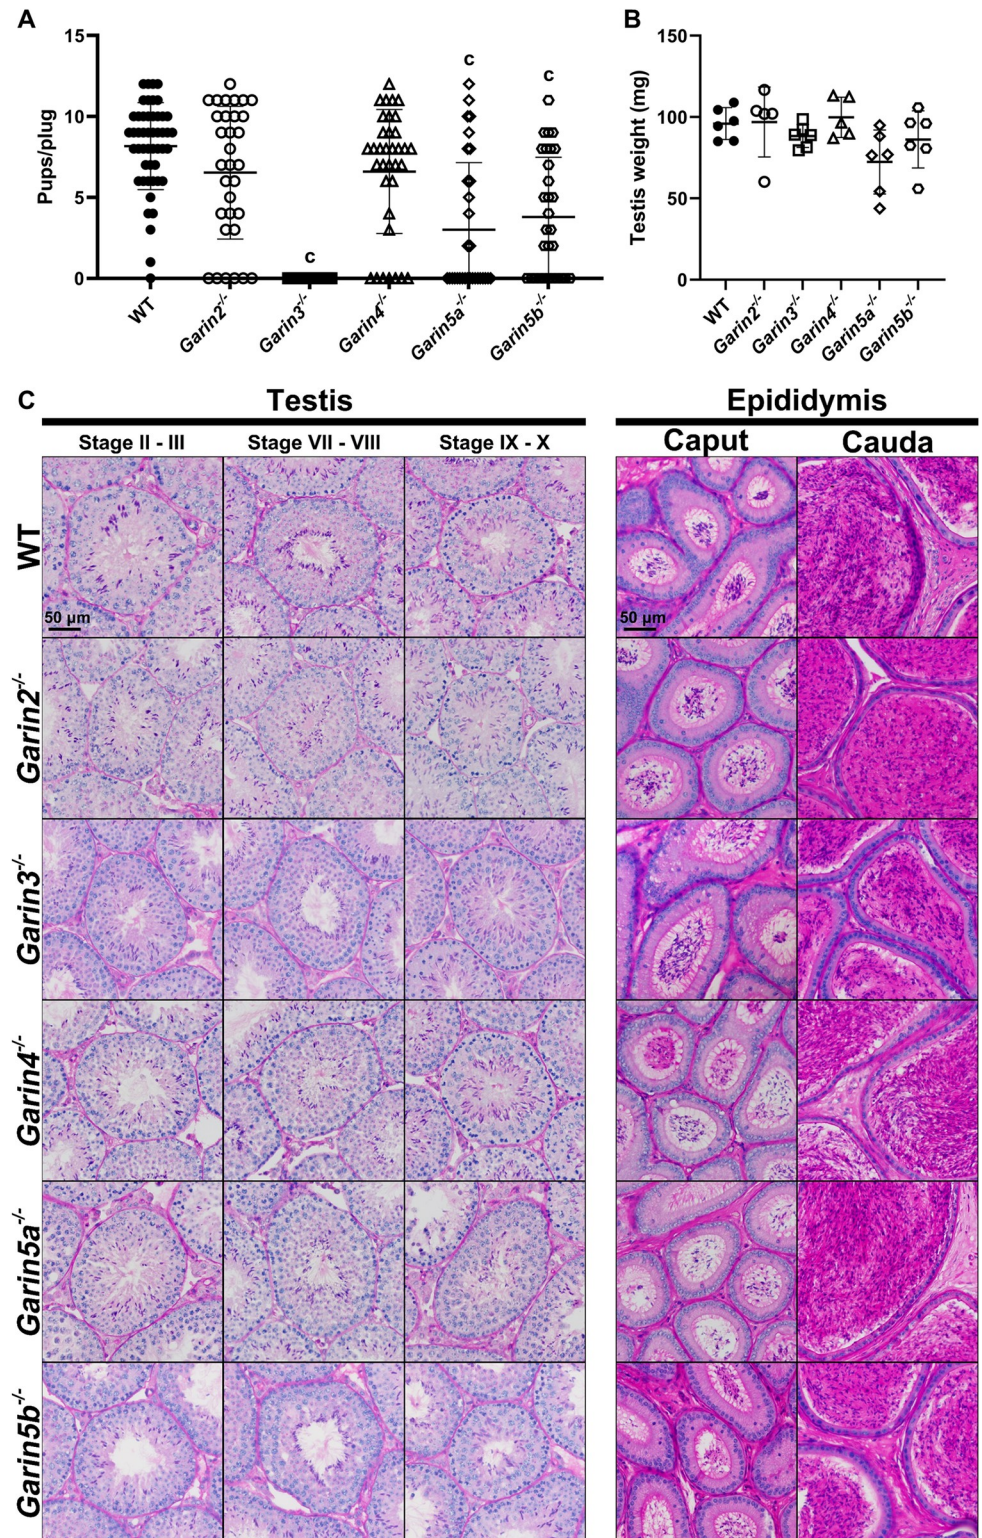 A
15
10
5
0
Pups/plug
c
c
c
WT
Garin2-/-
Garin3-/-
Garin4-/-
Garin5a-/-
Garin5b-/-
B
150
100
50
0
Testis weight (mg)
WT
Garin2-/-
Garin3-/-
Garin4-/-
Garin5a-/-
Garin5b-/-
C
Testis
Epididymis
Stage II - III
Stage VII - VIII
Stage IX - X
Caput
Cauda
WT
50 µm
50 µm
Garin2-/-
Garin3-/-
Garin4-/-
Garin5a-/-
Garin5b-/-